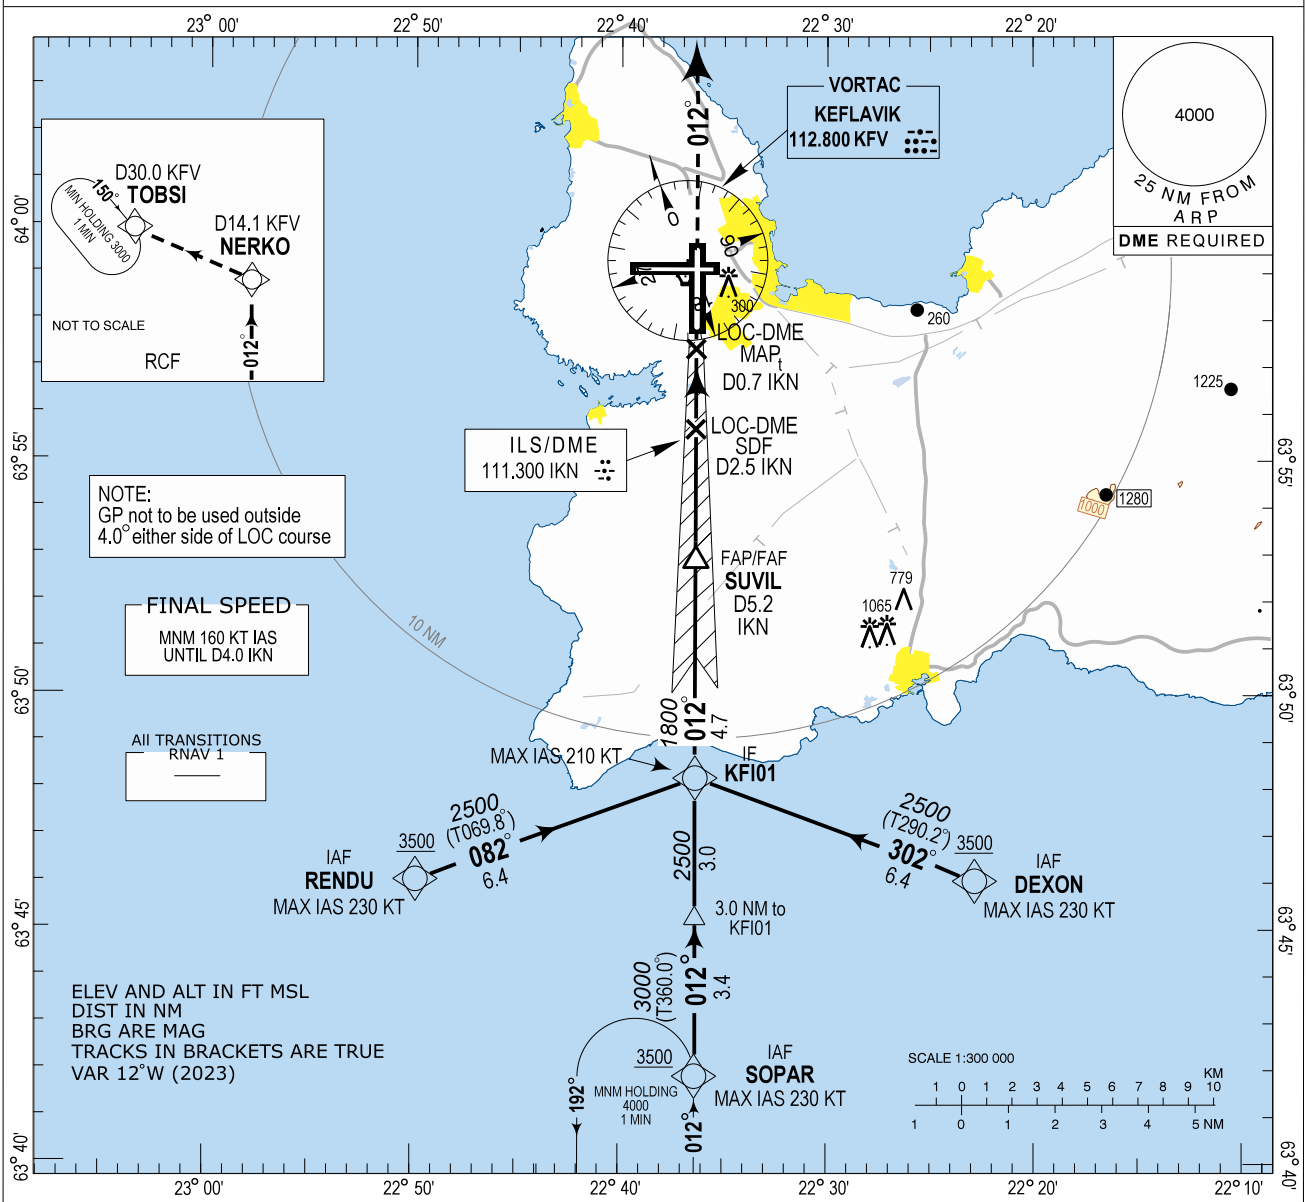 23° 00'
22° 50'
22° 40'
22° 30'
22° 20'
VORTAC
KEFLAVIK
112.800 KFV
4000
25 NM FROM
ARP
DME REQUIRED
D30.0 KFV
TOBSI
150°
MIN HOLDING 3000
1 MIN
D14.1 KFV
NERKO
NOT TO SCALE
RCF
012°
64° 00'
012°
0
06
27
18
300
260
1225
1280
1000
LOC-DME
MAPt
D0.7 IKN
LOC-DME
SDF
D2.5 IKN
ILS/DME
111.300 IKN
63° 55'
63° 55'
NOTE:
GP not to be used outside
4.0° either side of LOC course
FAP/FAF
SUVIL
D5.2
IKN
779
1065
FINAL SPEED
MNM 160 KT IAS
UNTIL D4.0 IKN
10 NM
63° 50'
63° 50'
1800
012°
4.7
All TRANSITIONS
RNAV 1
MAX IAS 210 KT
IF
KFI01
2500
(T069.8°)
082°
6.4
3500
IAF
RENDU
MAX IAS 230 KT
2500
(T290.2°)
302°
6.4
3500
IAF
DEXON
MAX IAS 230 KT
2500
3.0
3.0 NM to
KFI01
63° 45'
63° 45'
3000
(T360.0°)
012°
3.4
ELEV AND ALT IN FT MSL
DIST IN NM
BRG ARE MAG
TRACKS IN BRACKETS ARE TRUE
VAR 12°W (2023)
3500
IAF
SOPAR
MAX IAS 230 KT
MNM HOLDING
4000
1 MIN
192°
012°
SCALE 1:300 000
KM
1 0 1 2 3 4 5 6 7 8 9 10
1 0 1 2 3 4 5 NM
63° 40'
63° 40'
23° 00'
22° 50'
22° 40'
22° 30'
22° 20'
22° 10'